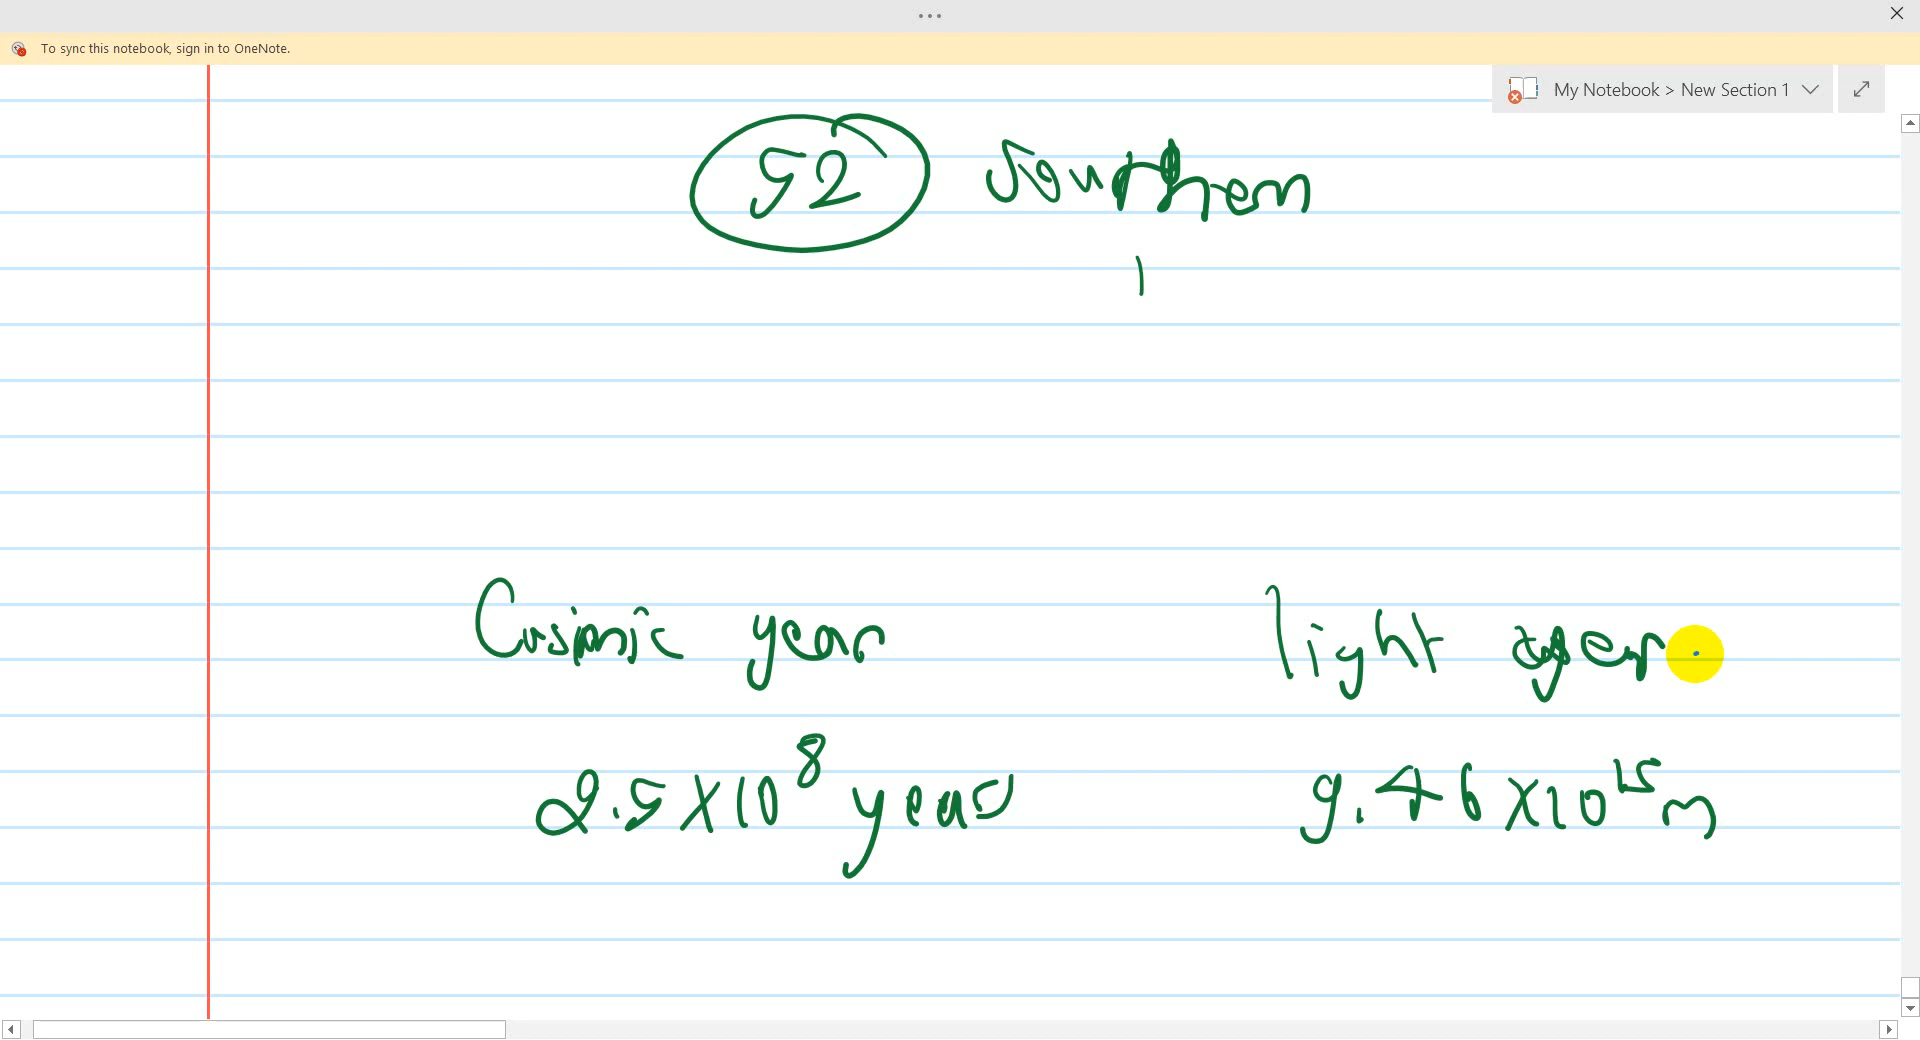 To sync this notebook, sign in to OneNote.
My Notebook > New Section 1
52 Southern
Cosmic year light year
2.5 X 10⁸ years 9.46 X 10¹⁵ m